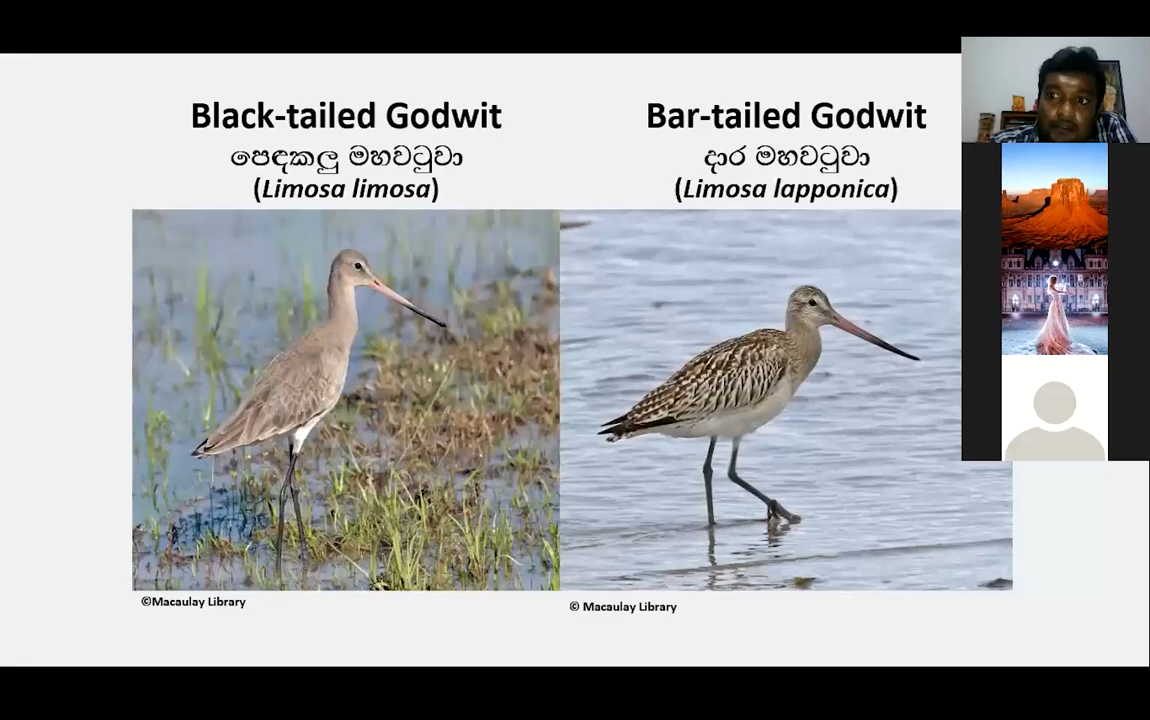 Black-tailed Godwit
පෙඳකලු මහවටුවා
(Limosa limosa)
Bar-tailed Godwit
දාර මහවටුවා
(Limosa lapponica)
©Macaulay Library
© Macaulay Library